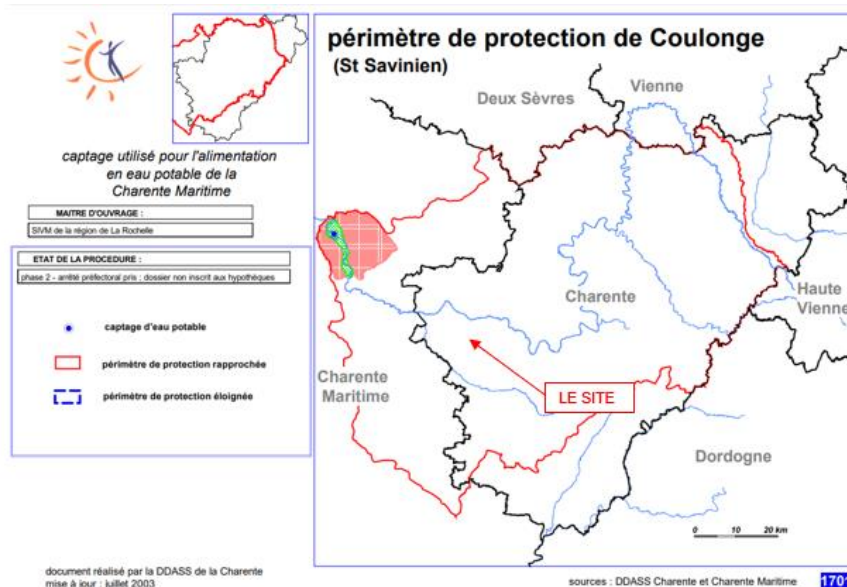 captage utilisé pour l'alimentation
en eau potable de la
Charente Maritime
MAITRE D'OUVRAGE :
SIVM de la région de La Rochelle
ETAT DE LA PROCEDURE :
phase 2 - arrêté préfectoral pris ; dossier non inscrit aux hypothèques
captage d'eau potable
périmètre de protection rapprochée
périmètre de protection éloignée
document réalisé par la DDASS de la Charente
mise à jour : juillet 2003
périmètre de protection de Coulonge
(St Savinien)
Vienne
Deux Sèvres
Charente
Haute
Vienne
Charente
Maritime
LE SITE
Dordogne
0 10 20 km
sources : DDASS Charente et Charente Maritime
1701